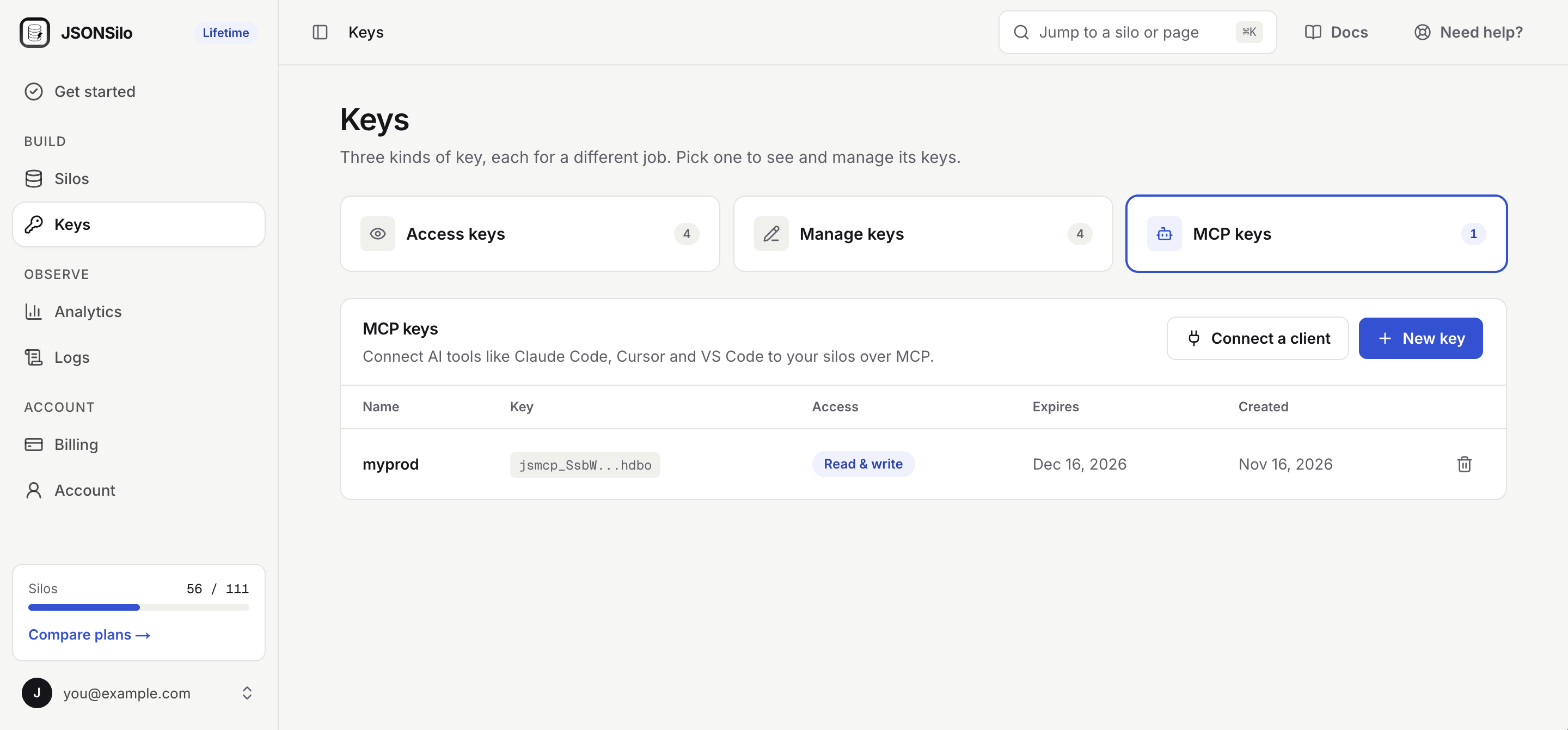 JSONSilo
Lifetime
Get started
BUILD
Silos
Keys
OBSERVE
Analytics
Logs
ACCOUNT
Billing
Account
Silos 56 / 111
Compare plans →
J you@example.com
Keys
Jump to a silo or page ⌘K
Docs
Need help?
Keys
Three kinds of key, each for a different job. Pick one to see and manage its keys.
Access keys 4
Manage keys 4
MCP keys 1
MCP keys
Connect AI tools like Claude Code, Cursor and VS Code to your silos over MCP.
Connect a client
+ New key
Name Key Access Expires Created
myprod jsmcp_SsbW...hdbo Read & write Dec 16, 2026 Nov 16, 2026